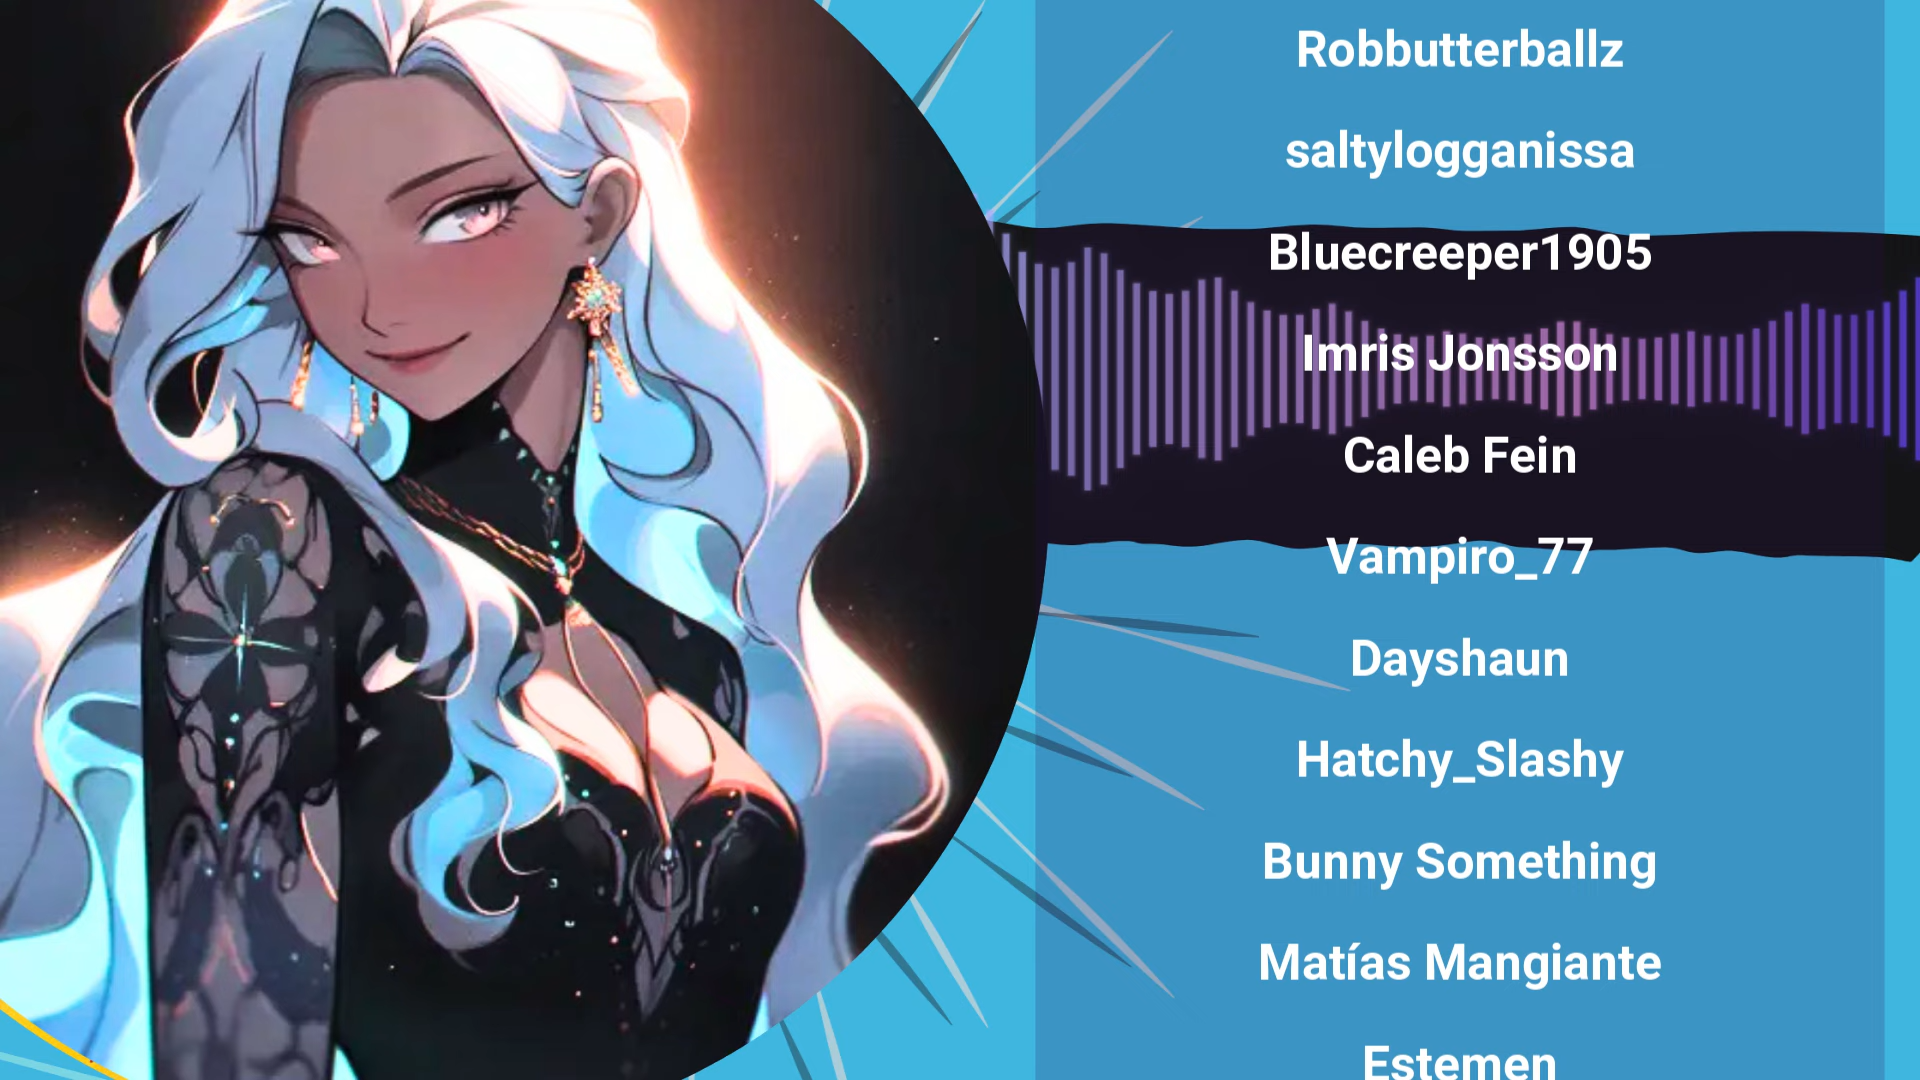 Robbutterballz
saltylogganissa
Bluecreeper1905
Imris Jonsson
Caleb Fein
Vampiro_77
Dayshaun
Hatchy_Slashy
Bunny Something
Matías Mangiante
Estemen